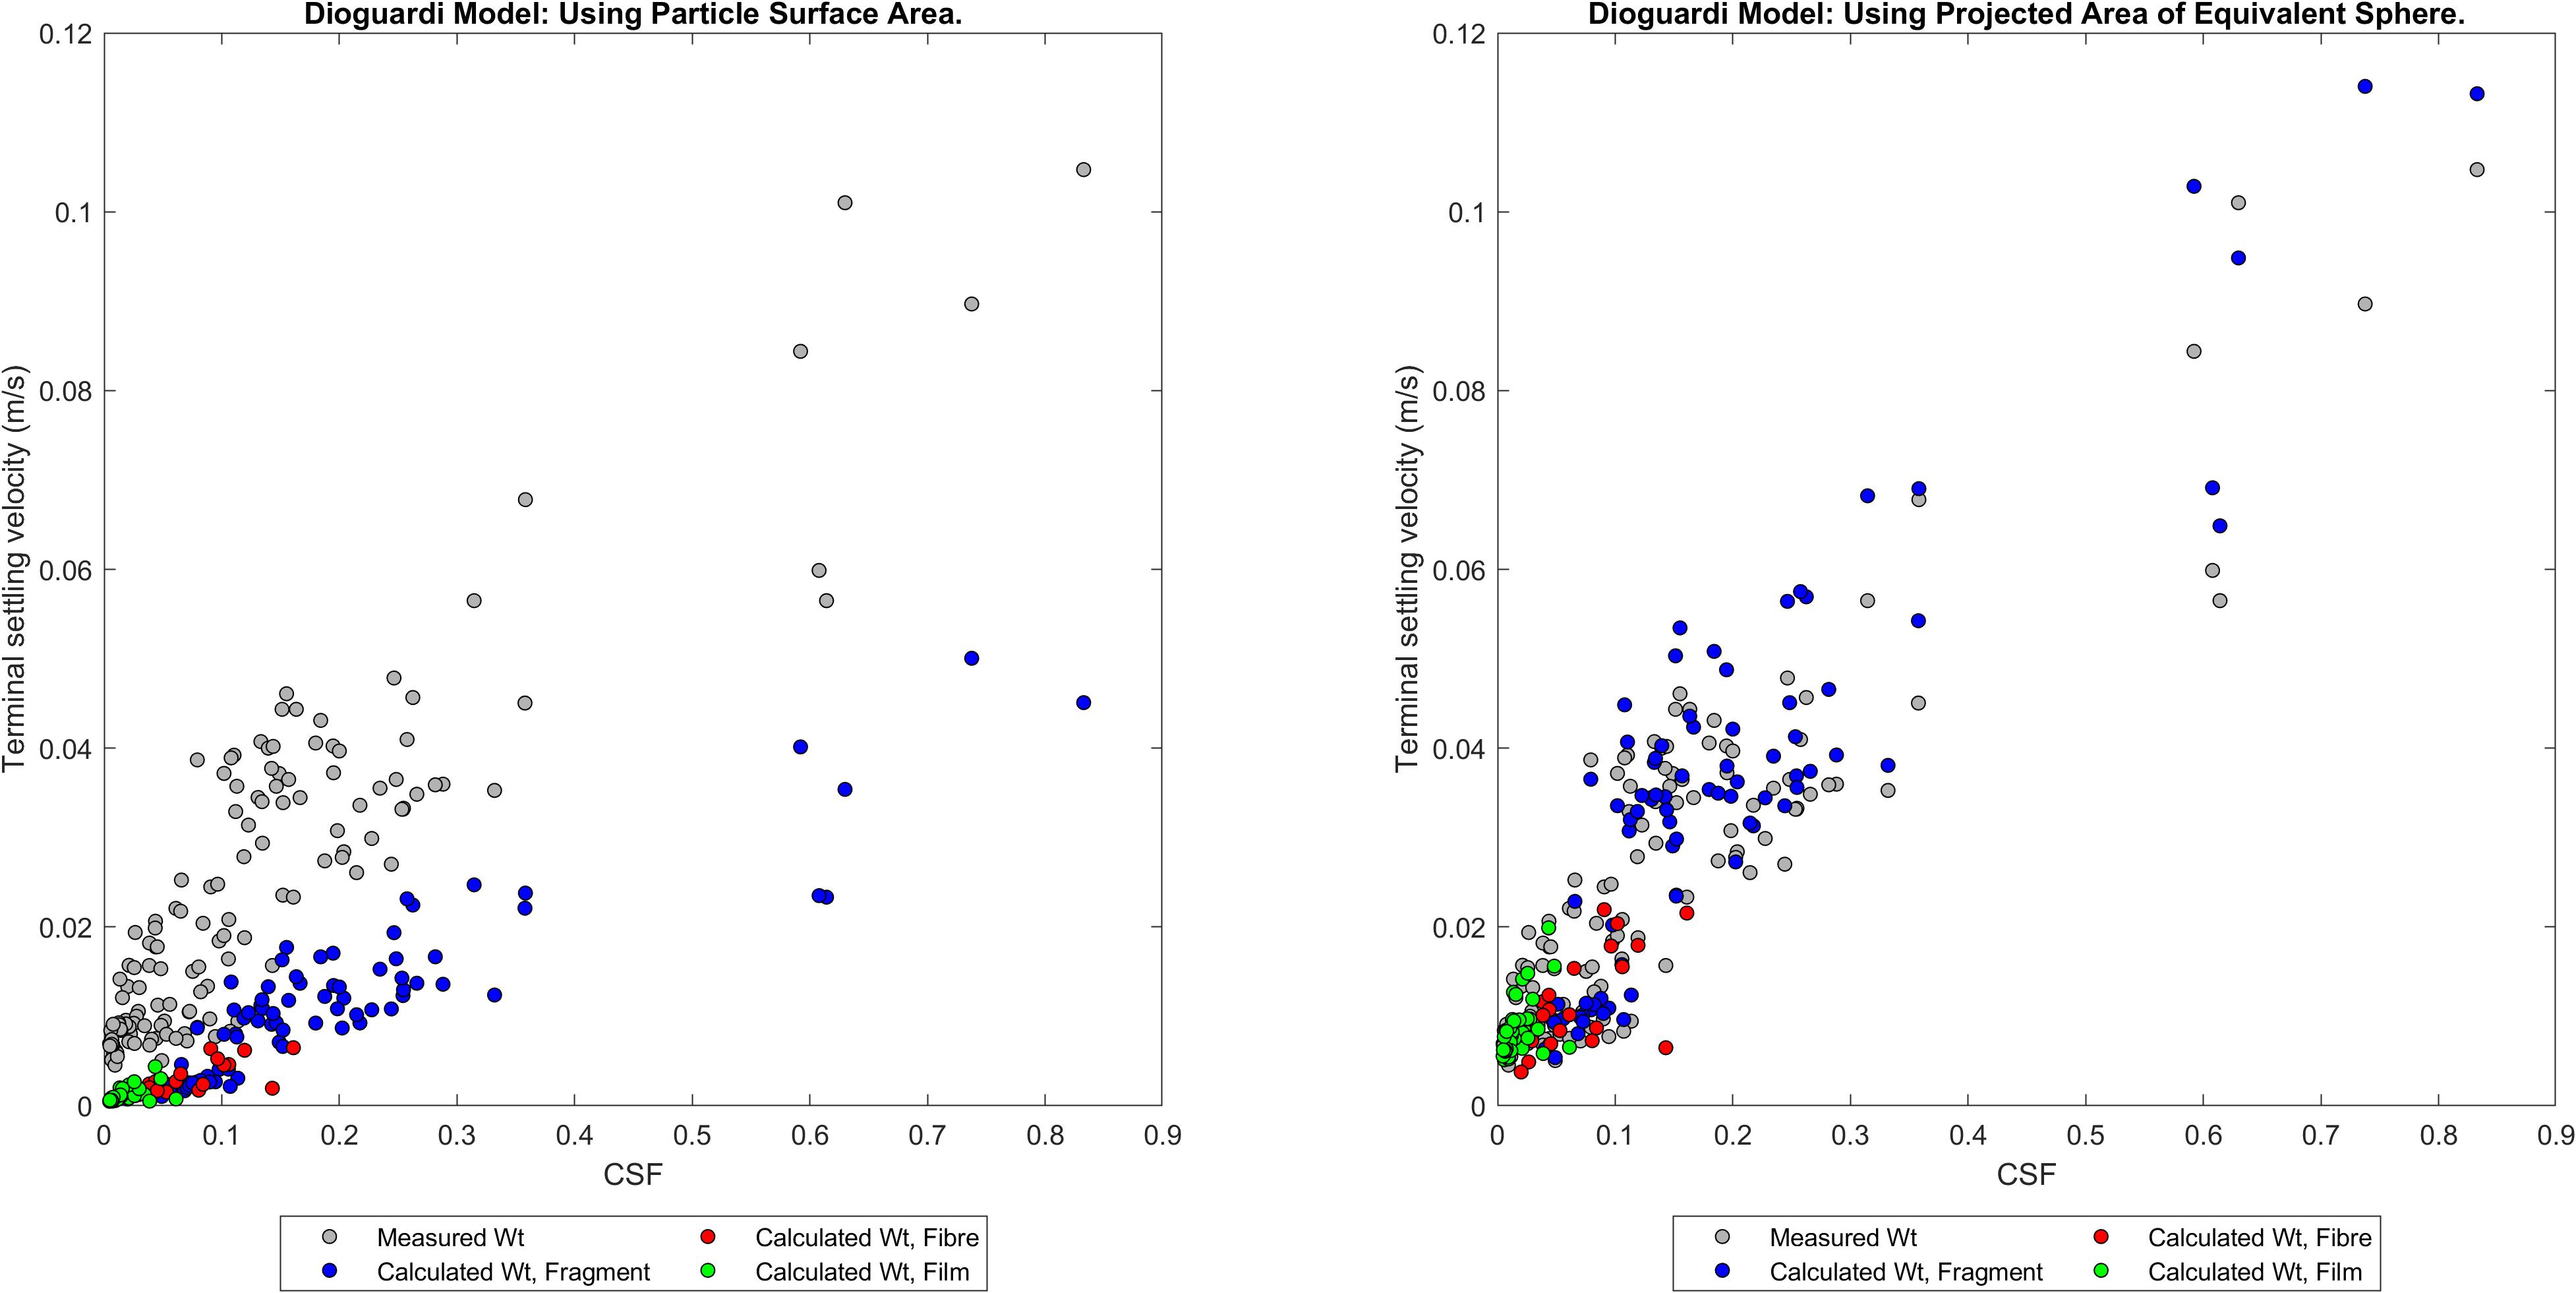 Dioguardi Model: Using Particle Surface Area.
Terminal settling velocity (m/s)
0.12
0.1
0.08
0.06
0.04
0.02
0
0 0.1 0.2 0.3 0.4 0.5 0.6 0.7 0.8 0.9
CSF
Measured Wt Calculated Wt, Fibre
Calculated Wt, Fragment Calculated Wt, Film
Dioguardi Model: Using Projected Area of Equivalent Sphere.
Terminal settling velocity (m/s)
0.12
0.1
0.08
0.06
0.04
0.02
0
0 0.1 0.2 0.3 0.4 0.5 0.6 0.7 0.8 0.9
CSF
Measured Wt Calculated Wt, Fibre
Calculated Wt, Fragment Calculated Wt, Film